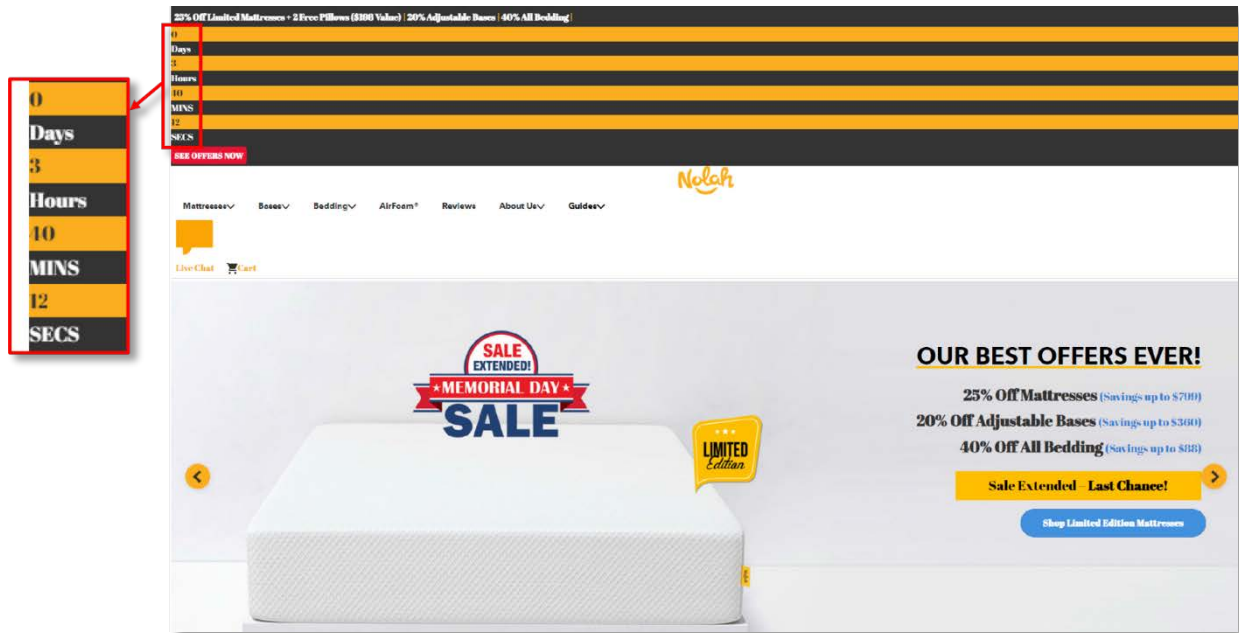 25% Off Limited Mattresses + 2 Free Pillows ($198 Value) | 20% Adjustable Bases | 40% All Bedding |
0
Days
3
Hours
40
MINS
12
SECS
SEE OFFERS NOW
0
Days
3
Hours
40
MINS
12
SECS
Nolah
Mattresses Bases Bedding AirFoam® Reviews About Us Guides
Live Chat Cart
SALE
EXTENDED!
MEMORIAL DAY
SALE
LIMITED
Edition
OUR BEST OFFERS EVER!
25% Off Mattresses (Savings up to $700)
20% Off Adjustable Bases (Savings up to $360)
40% Off All Bedding (Savings up to $88)
Sale Extended – Last Chance!
Shop Limited Edition Mattresses